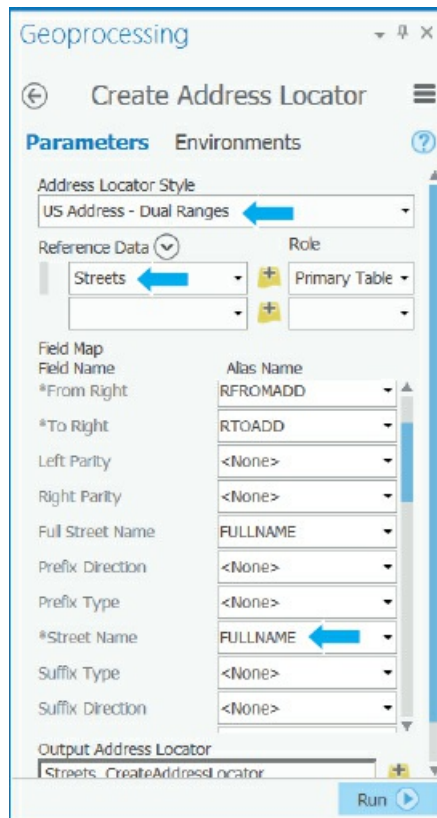 Geoprocessing
Create Address Locator
Parameters Environments
?
Address Locator Style
US Address - Dual Ranges
Reference Data Role
Streets Primary Table
Field Map
Field Name Alias Name
*From Right RFROMADD
*To Right RTOADD
Left Parity <None>
Right Parity <None>
Full Street Name FULLNAME
Prefix Direction <None>
Prefix Type <None>
*Street Name FULLNAME
Suffix Type <None>
Suffix Direction <None>
Output Address Locator
Streets_CreateAddressLocator
Run